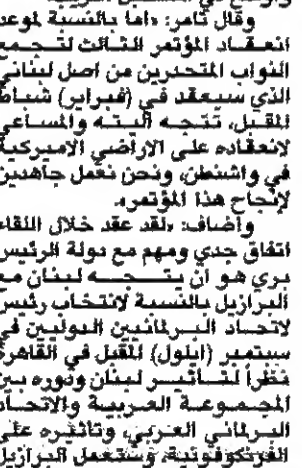 وقال ثامر: «اما بالنسبة لموعد
انعقاد المؤتمر الثالث لتجمع
النواب المتحدرين من اصل لبناني
الذي سيعقد في (فبراير) شباط
المقبل، تتجه النية والمساعي
لانعقاده على الاراضي الاميركية
في واشنطن، ونحن نعمل جاهدين
لإنجاح هذا المؤتمر».
وأضاف: «لقد عقد خلال اللقاء
اتفاق جدي ومهم مع دولة الرئيس
بري هو ان يتجه لبنان مع
البرازيل بالنسبة لانتخاب رئيس
لاتحاد البرلمانيين الدوليين في
سبتمبر (ايلول) المقبل في القاهرة
نظراً لتأثير لبنان ودوره بين
المجموعة العربية والاتحاد
البرلماني العربي، وتأثيره على
الفرنكوفونية، وستعمل البرازيل